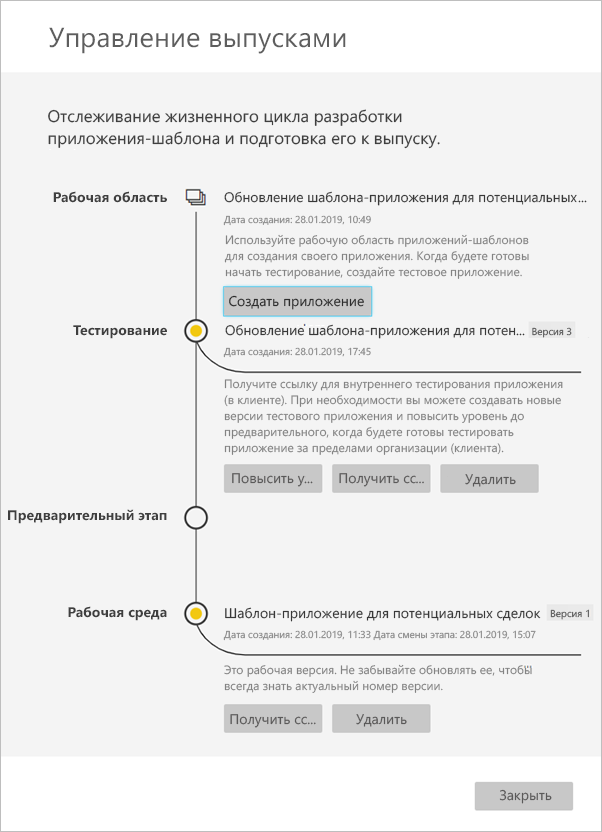 Управление выпусками
Отслеживание жизненного цикла разработки
приложения-шаблона и подготовка его к выпуску.
Рабочая область
Обновление шаблона-приложения для потенциальных...
Дата создания: 28.01.2019, 10:49
Используйте рабочую область приложений-шаблонов
для создания своего приложения. Когда будете готовы
начать тестирование, создайте тестовое приложение.
Создать приложение
Тестирование
Обновление шаблона-приложения для потен... Версия 3
Дата создания: 28.01.2019, 17:45
Получите ссылку для внутреннего тестирования приложения
(в клиенте). При необходимости вы можете создавать новые
версии тестового приложения и повысить уровень до
предварительного, когда будете готовы тестировать
приложение за пределами организации (клиента).
Повысить у... Получить сс... Удалить
Предварительный этап
Рабочая среда
Шаблон-приложение для потенциальных сделок Версия 1
Дата создания: 28.01.2019, 11:33 Дата смены этапа: 28.01.2019, 15:07
Это рабочая версия. Не забывайте обновлять ее, чтобы
всегда знать актуальный номер версии.
Получить сс... Удалить
Закрыть